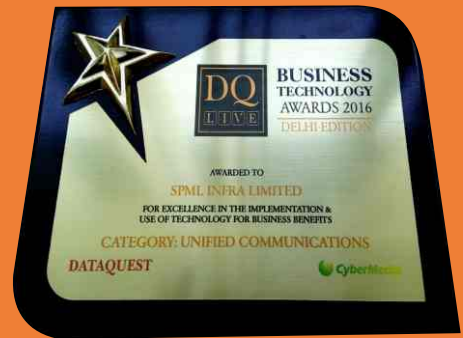 DQ
LIVE
BUSINESS
TECHNOLOGY
AWARDS 2016
DELHI EDITION
AWARDED TO
SPML INFRA LIMITED
FOR EXCELLENCE IN THE IMPLEMENTATION &
USE OF TECHNOLOGY FOR BUSINESS BENEFITS
CATEGORY: UNIFIED COMMUNICATIONS
DATAQUEST
CyberMedia